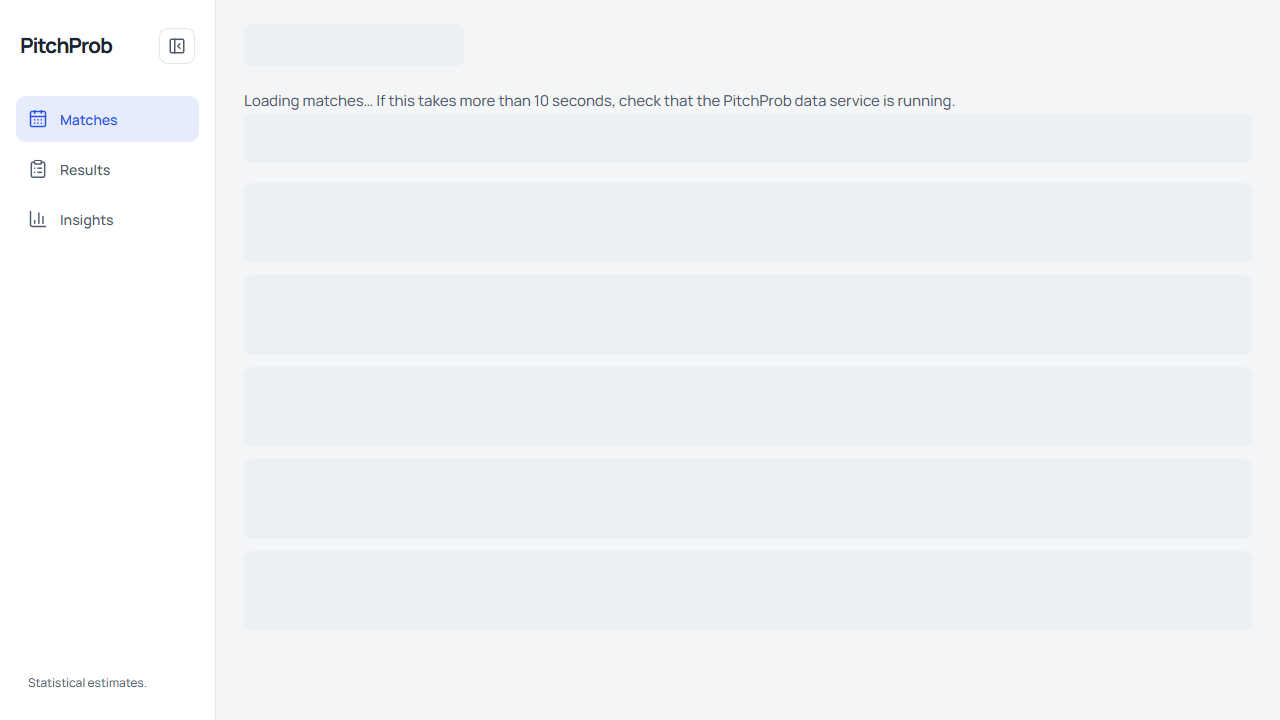 PitchProb
Matches
Results
Insights
Statistical estimates.
Loading matches… If this takes more than 10 seconds, check that the PitchProb data service is running.